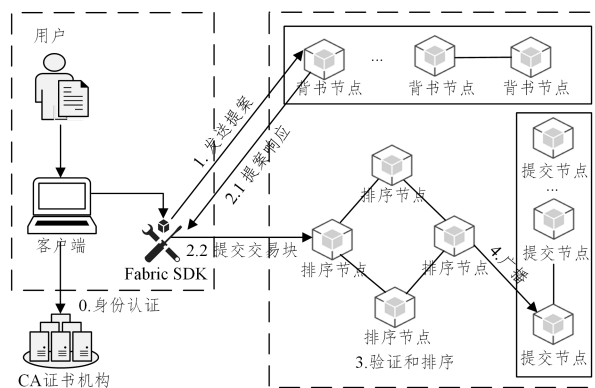 用户
客户端
Fabric SDK
0.身份认证
CA证书机构
1.发送提案
2.1 提案响应
2.2 提交交易块
背书节点
...
背书节点
背书节点
排序节点
排序节点
排序节点
排序节点
3.验证和排序
4.广播
提交节点
...
提交节点
提交节点